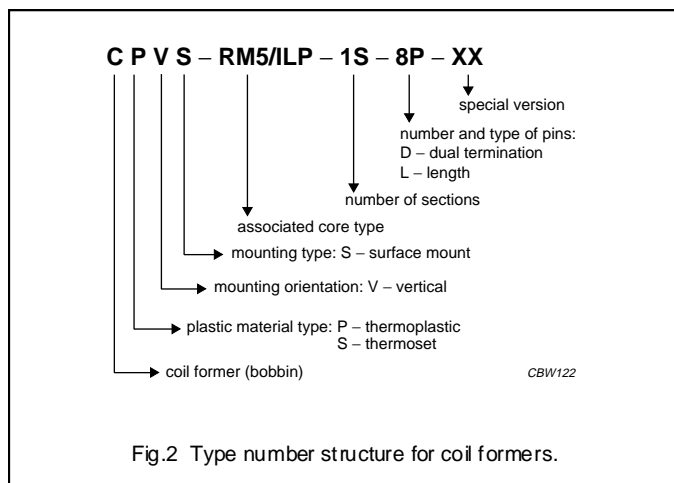 C P V S – RM5/ILP – 1S – 8P – XX
special version
number and type of pins:
D – dual termination
L – length
number of sections
associated core type
mounting type: S – surface mount
mounting orientation: V – vertical
plastic material type: P – thermoplastic
S – thermoset
coil former (bobbin)
CBW122
Fig.2 Type number structure for coil formers.